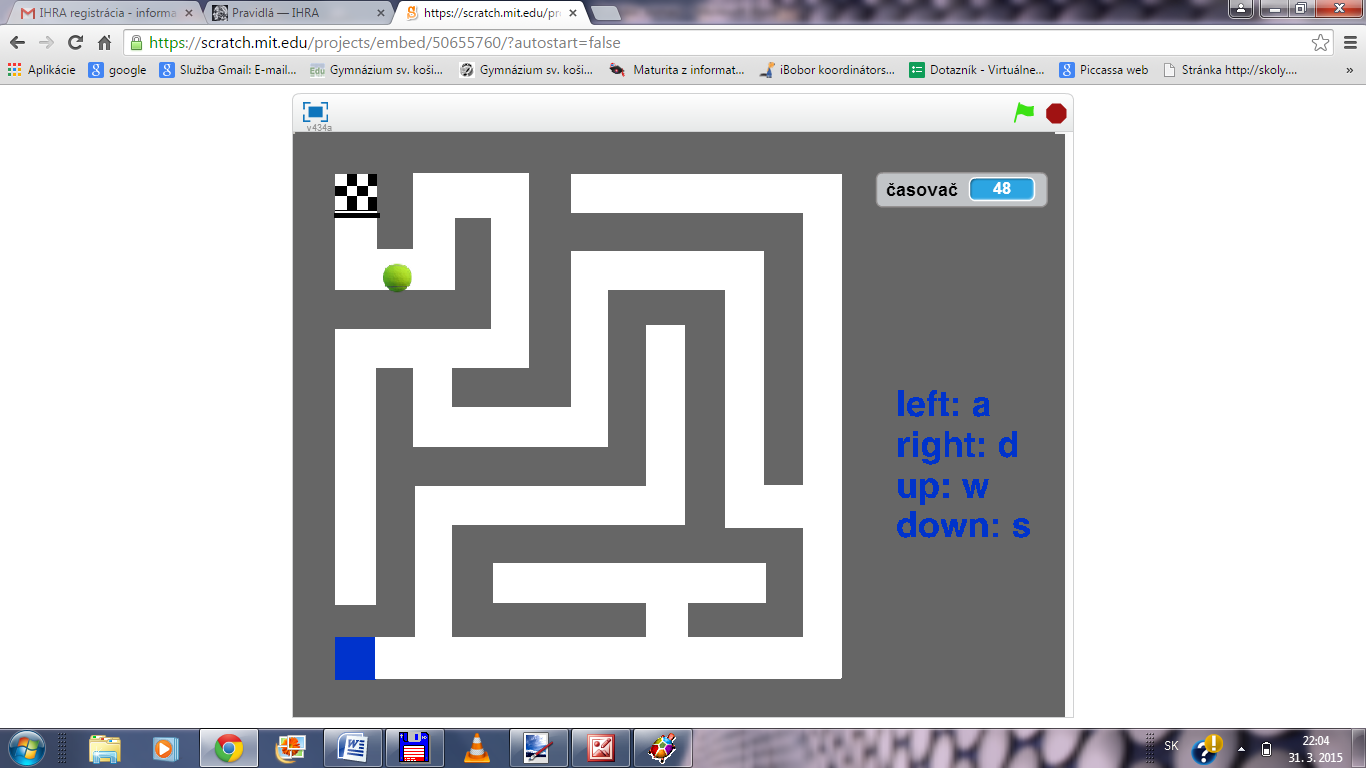 IHRA registrácia - informa
Pravidlá — IHRA
https://scratch.mit.edu/pr
https://scratch.mit.edu/projects/embed/50655760/?autostart=false
Aplikácie
google
Služba Gmail: E-mail...
Gymnázium sv. koši...
Gymnázium sv. koši...
Maturita z informat...
iBobor koordinátors...
Dotazník - Virtuálne...
Piccassa web
Stránka http://skoly....
»
v434a
časovač 48
left: a
right: d
up: w
down: s
SK
22:04
31. 3. 2015